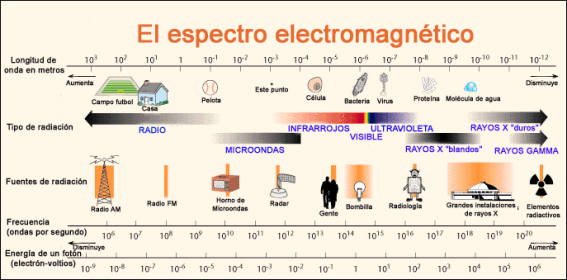 El espectro electromagnético
Longitud de onda en metros
10³ 10² 10¹ 1 10⁻¹ 10⁻² 10⁻³ 10⁻⁴ 10⁻⁵ 10⁻⁶ 10⁻⁷ 10⁻⁸ 10⁻⁹ 10⁻¹⁰ 10⁻¹¹ 10⁻¹²
Aumenta Disminuye
Campo futbol Casa Pelota Este punto Célula Bacteria Virus Proteína Molécula de agua
Tipo de radiación
RADIO INFRARROJOS VISIBLE ULTRAVIOLETA RAYOS X "duros"
MICROONDAS RAYOS X "blandos" RAYOS GAMMA
Fuentes de radiación
Radio AM Radio FM Horno de Microondas Radar Gente Bombilla Radiología Grandes instalaciones de rayos X Elementos radiactivos
Frecuencia
(ondas por segundo)
10⁶ 10⁷ 10⁸ 10⁹ 10¹⁰ 10¹¹ 10¹² 10¹³ 10¹⁴ 10¹⁵ 10¹⁶ 10¹⁷ 10¹⁸ 10¹⁹ 10²⁰
Disminuye Aumenta
Energía de un fotón
(electrón-voltios)
10⁻⁹ 10⁻⁸ 10⁻⁷ 10⁻⁶ 10⁻⁵ 10⁻⁴ 10⁻³ 10⁻² 10⁻¹ 1 10¹ 10² 10³ 10⁴ 10⁵ 10⁶